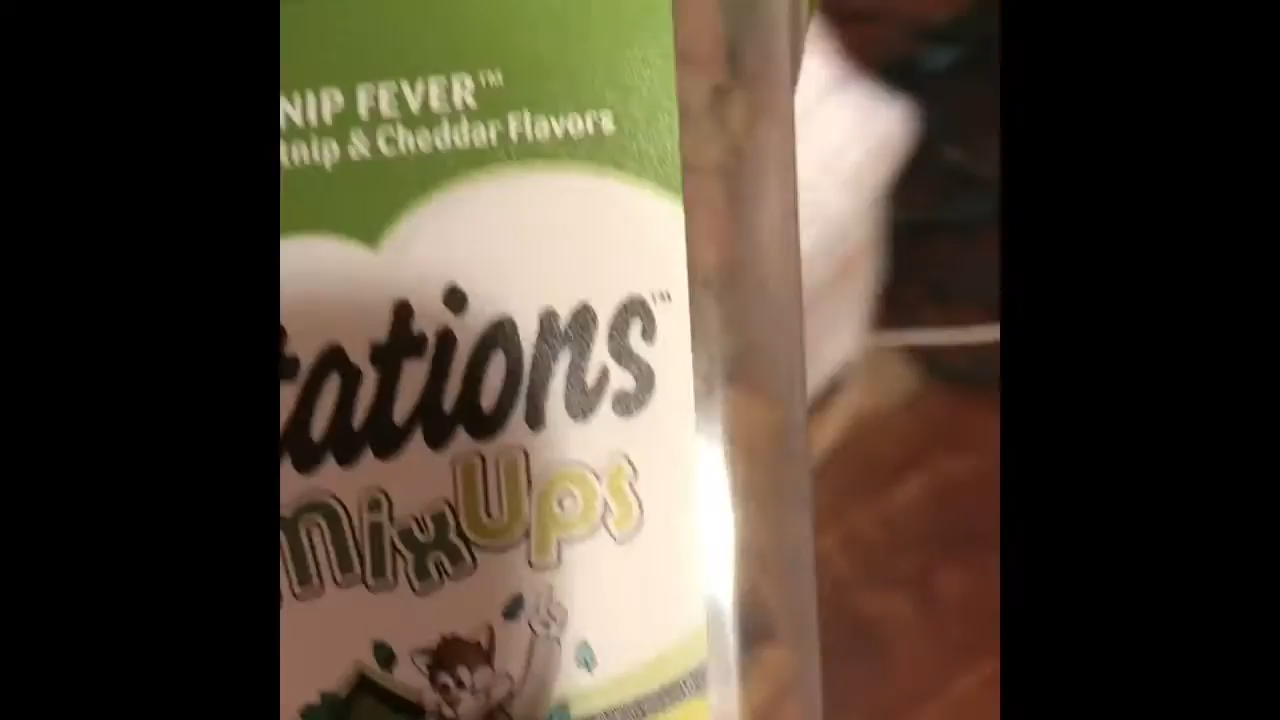 NIP FEVER™
tnip & Cheddar Flavors
tations™
mixUps